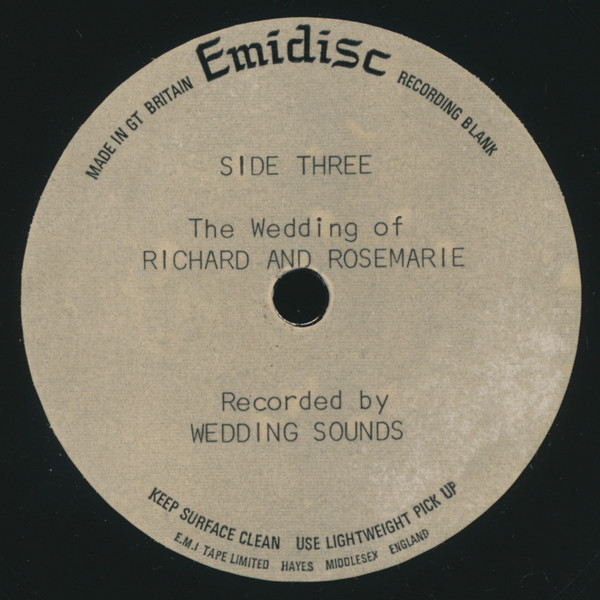 Emidisc
MADE IN GT BRITAIN
RECORDING BLANK
SIDE THREE
The Wedding of
RICHARD AND ROSEMARIE
Recorded by
WEDDING SOUNDS
KEEP SURFACE CLEAN USE LIGHTWEIGHT PICK UP
E.M.I TAPE LIMITED HAYES MIDDLESEX ENGLAND